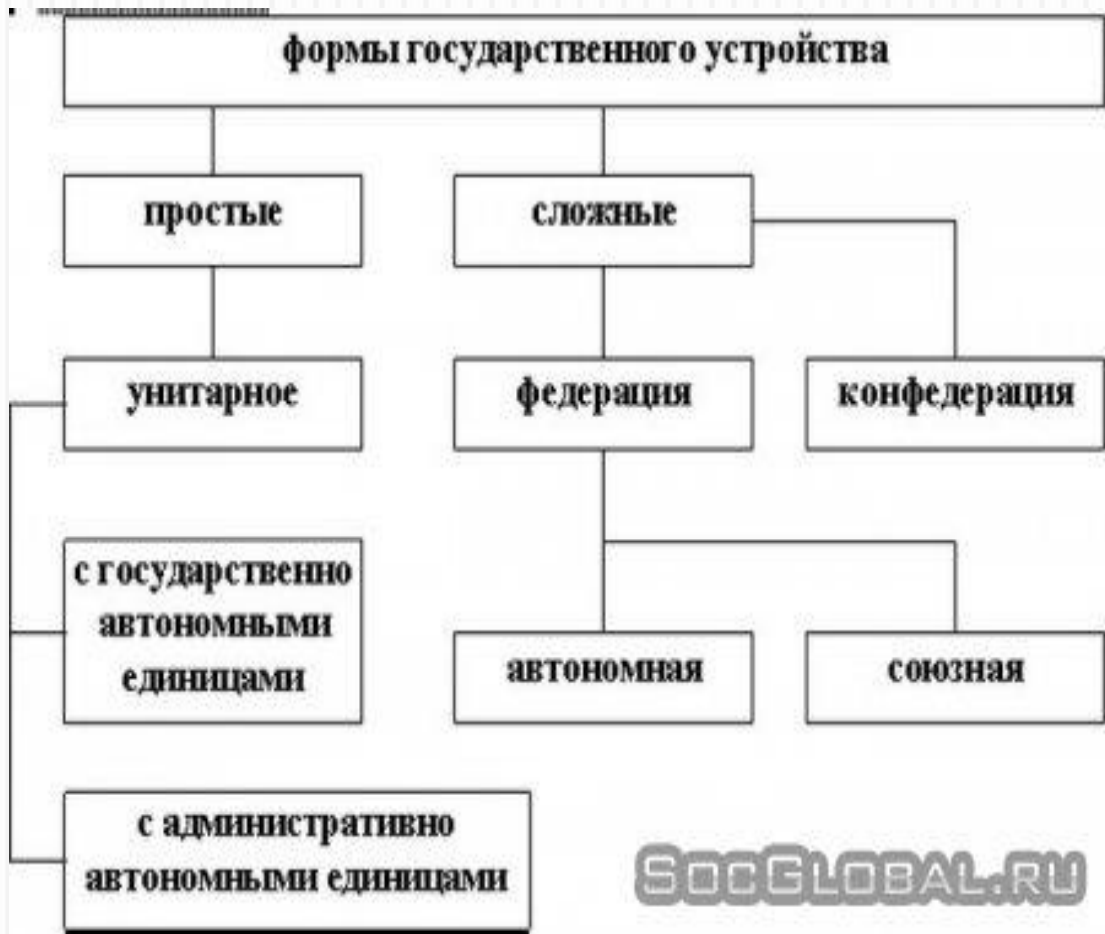 формы государственного устройства
простые
сложные
унитарное
федерация
конфедерация
с государственно
автономными
единицами
автономная
союзная
с административно
автономными единицами
SOCGLOBAL.RU